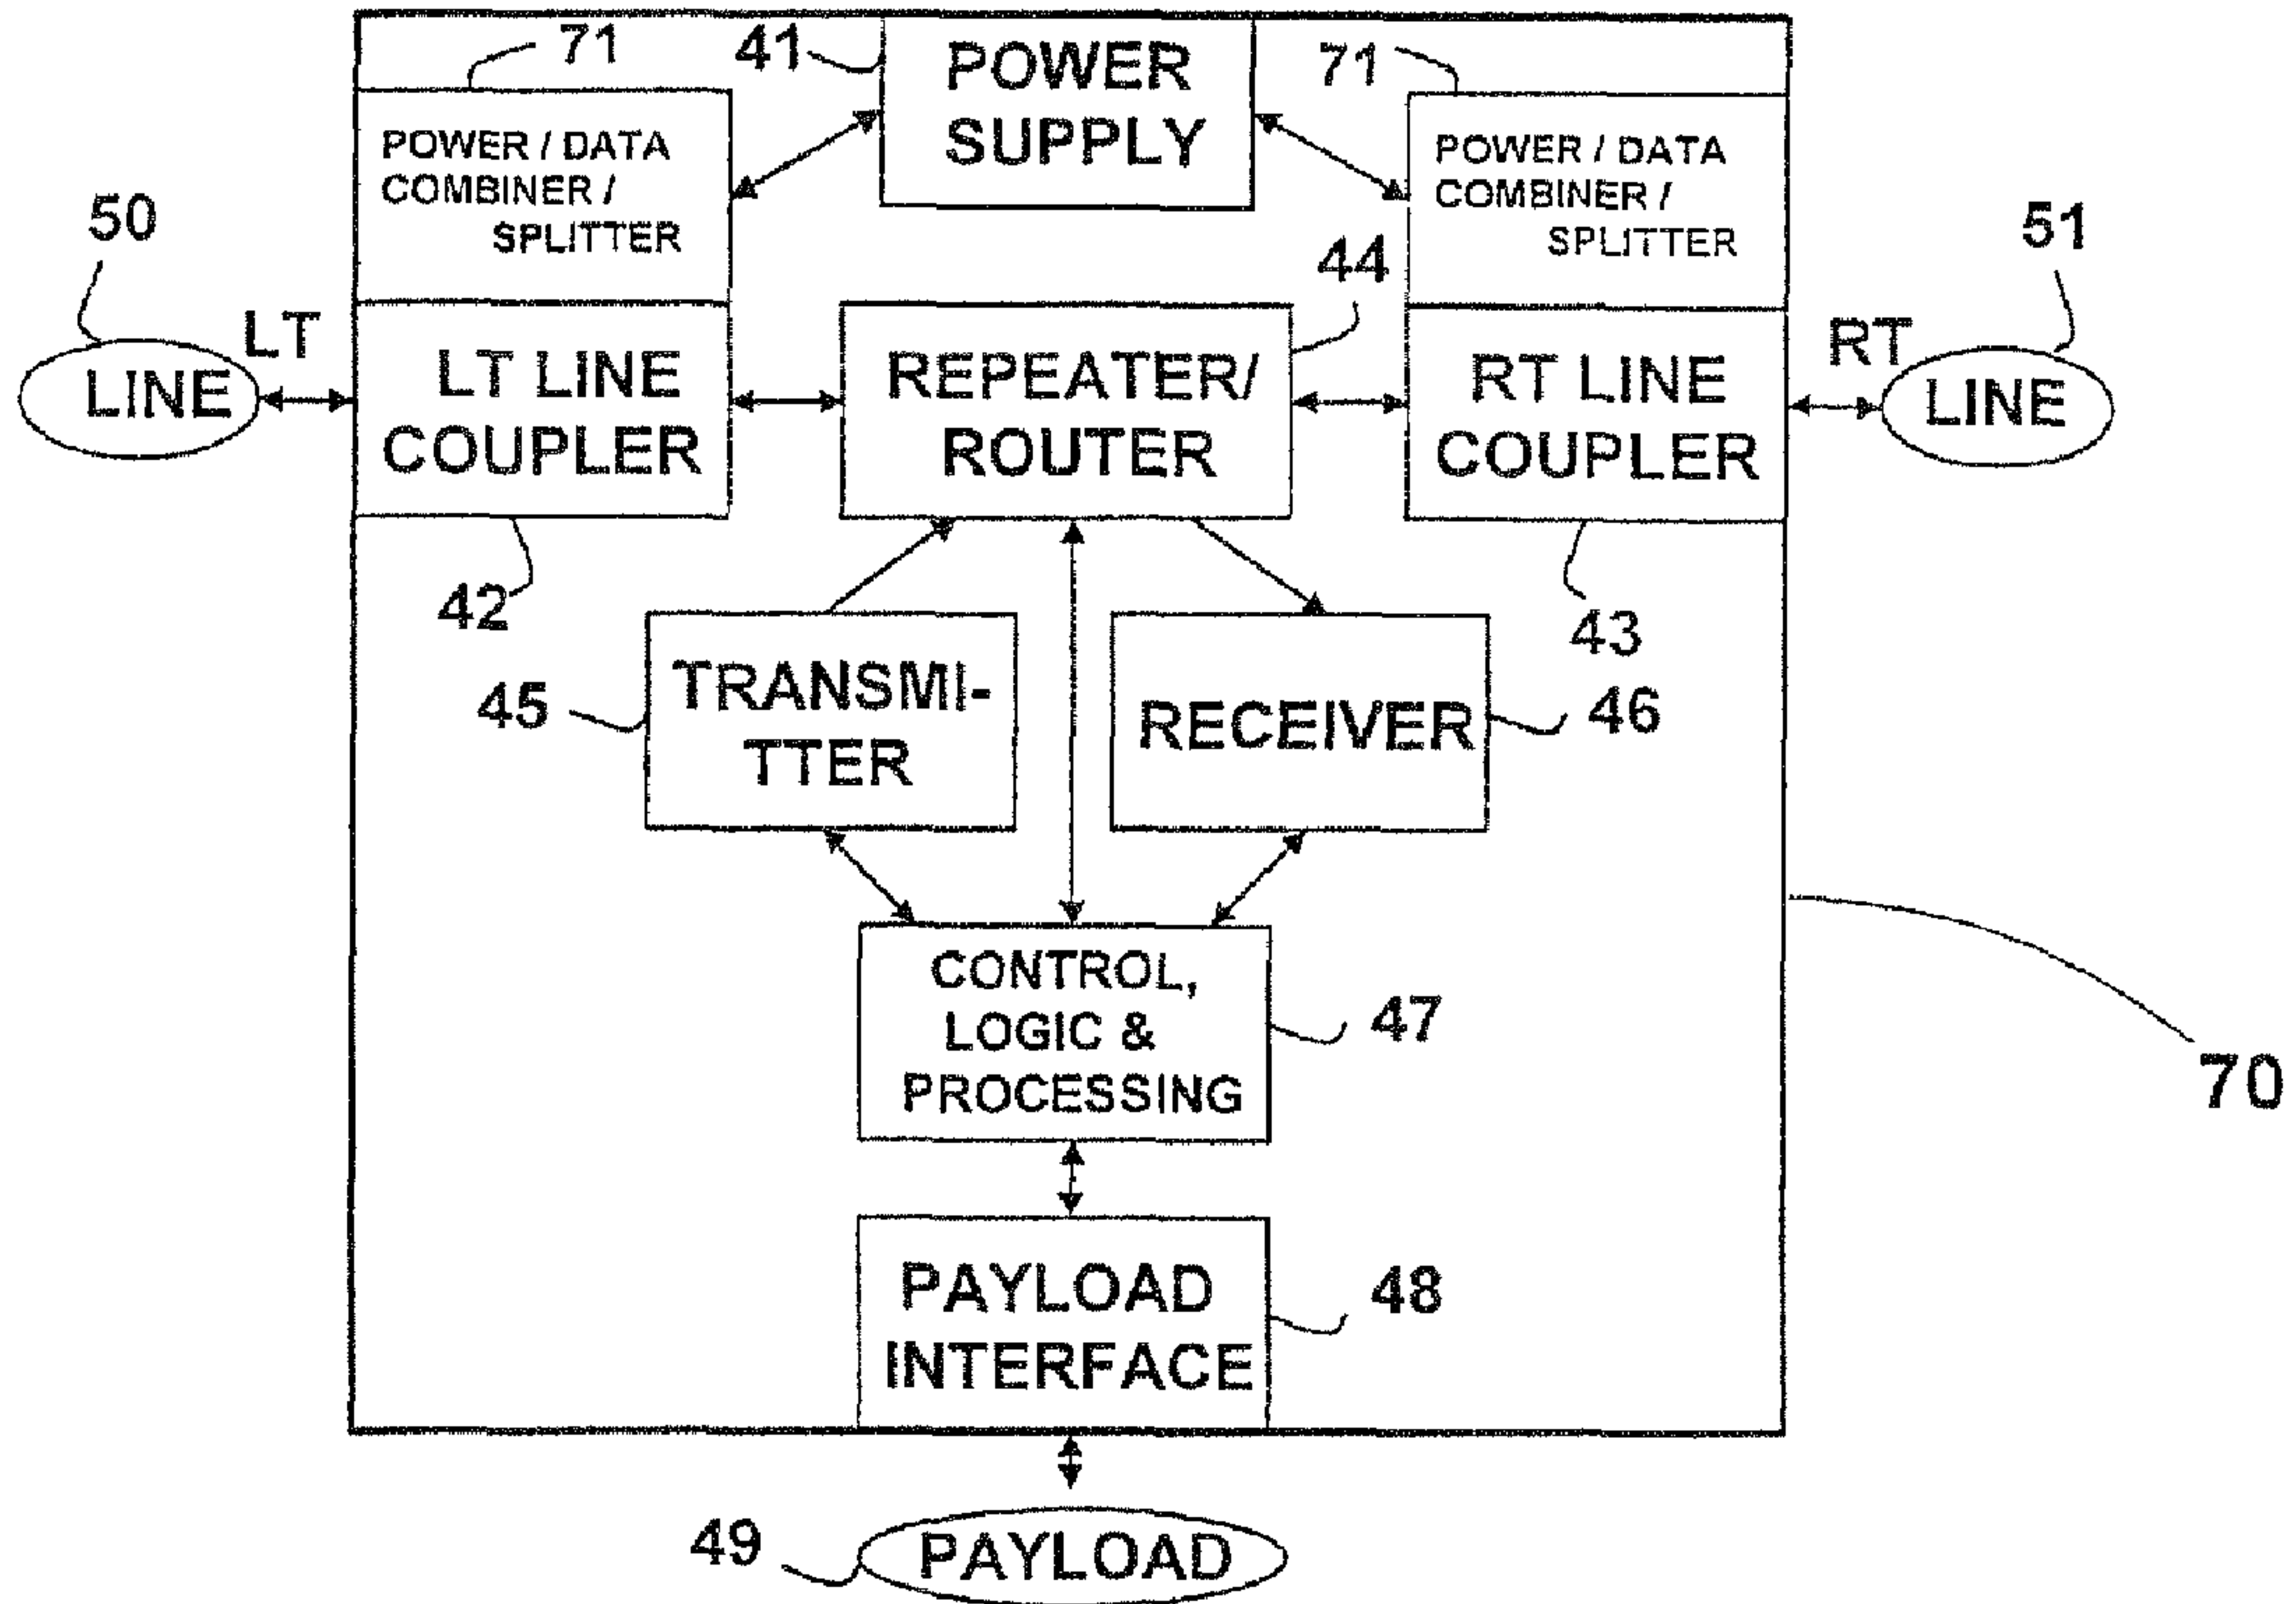 71
41
POWER
SUPPLY
71
POWER / DATA
COMBINER /
SPLITTER
POWER / DATA
COMBINER /
SPLITTER
50
51
44
LT
RT
LINE
LT LINE
COUPLER
REPEATER/
ROUTER
RT LINE
COUPLER
LINE
42
43
45
TRANSMI-
TTER
RECEIVER
46
CONTROL,
LOGIC &
PROCESSING
47
70
PAYLOAD
INTERFACE
48
49
PAYLOAD